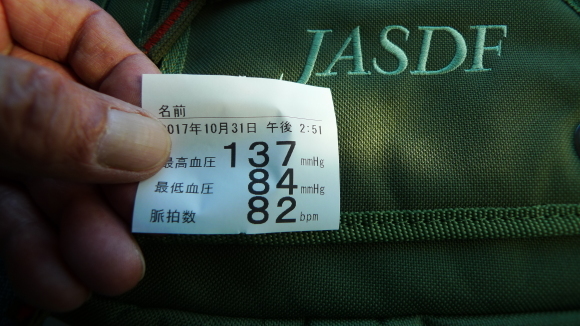 JASDF
名前
2017年10月31日 午後 2:51
最高血圧 137 mmHg
最低血圧 84 mmHg
脈拍数 82 bpm